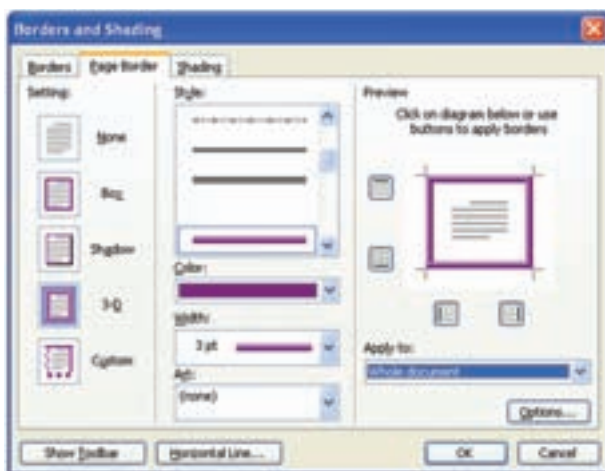 Borders and Shading
Borders
Page Border
Shading
Setting:
None
Box
Shadow
3-D
Custom
Style:
Color:
Width:
3 pt
Art:
(none)
Preview
Click on diagram below or use
buttons to apply borders
Apply to:
Whole document
Options...
Show Toolbar
Horizontal Line...
OK
Cancel